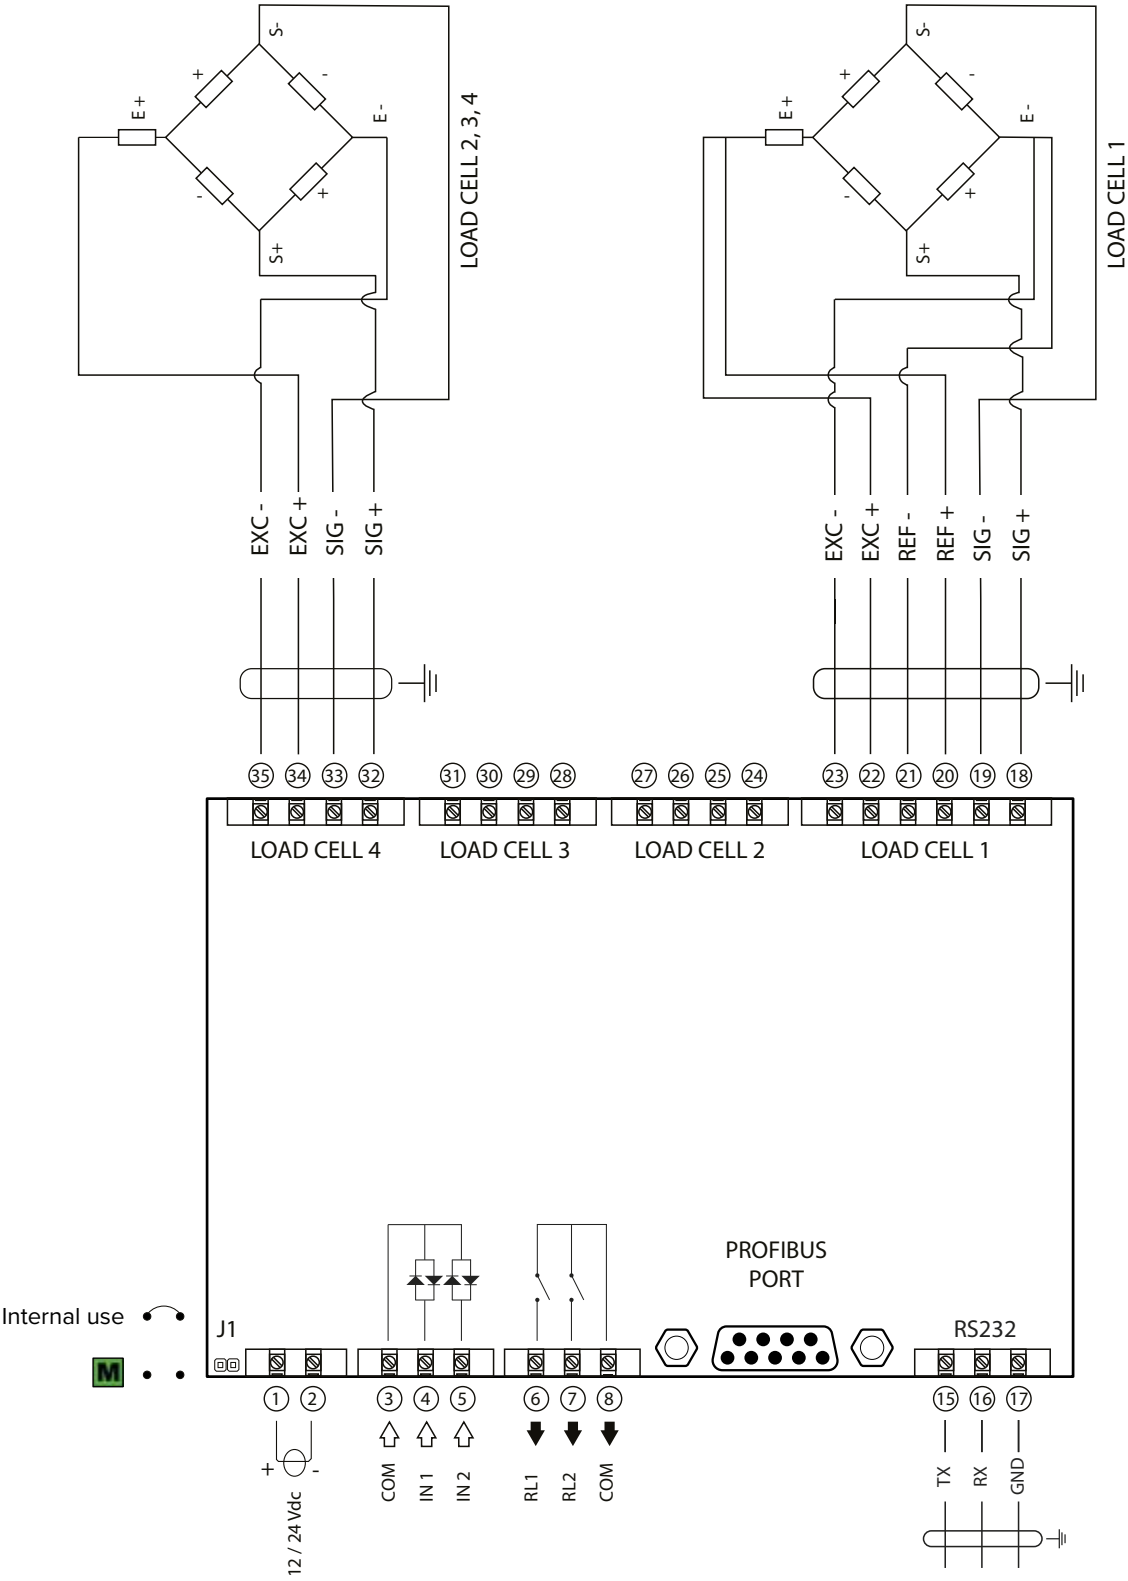 S-
+
-
E +
E -
-
+
S+
LOAD CELL 2, 3, 4
S-
+
-
E +
E -
-
+
S+
LOAD CELL 1
EXC -
EXC +
SIG -
SIG +
EXC -
EXC +
REF -
REF +
SIG -
SIG +
35 34 33 32 31 30 29 28 27 26 25 24 23 22 21 20 19 18
LOAD CELL 4
LOAD CELL 3
LOAD CELL 2
LOAD CELL 1
PROFIBUS
PORT
Internal use
J1
RS232
M
1 2 3 4 5 6 7 8 15 16 17
+
-
12 / 24 Vdc
COM
IN 1
IN 2
RL1
RL2
COM
TX
RX
GND